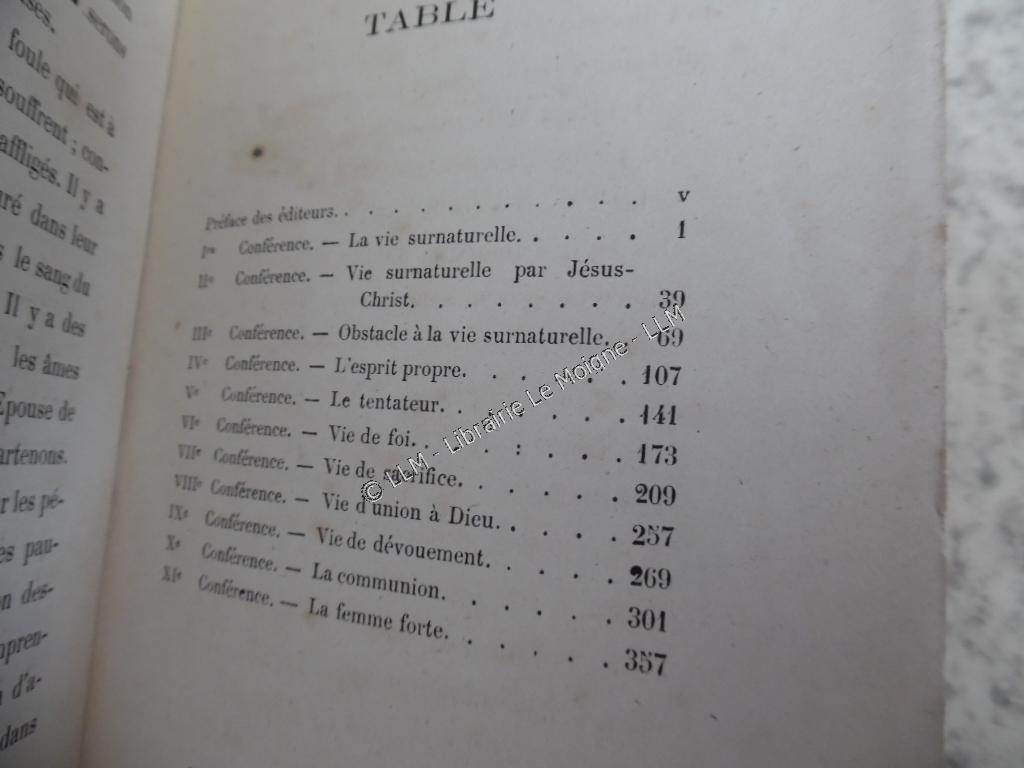 foule qui est à
souffrent ; con-
affligés. Il y a
dans leur
le sang du
Il y a des
les âmes
Épouse de
r les pé-
es pau-
on des-
d'a-
dans
TABLE
Préface des éditeurs. . . . . . . . . . . v
Ire Conférence. — La vie surnaturelle. . . . . 1
IIe Conférence. — Vie surnaturelle par Jésus-
Christ. . . . . . . . 39
IIIe Conférence. — Obstacle à la vie surnaturelle. . 69
IVe Conférence. — L'esprit propre. . . . . . 107
Ve Conférence. — Le tentateur. . . . . . 141
VIe Conférence. — Vie de foi. . . : . . . 173
VIIe Conférence. — Vie de sacrifice. . . . . . 209
VIIIe Conférence. — Vie d'union à Dieu. . . . . 257
IXe Conférence. — Vie de dévouement. . . . . 269
Xe Conférence. — La communion. . . . . . 301
XIe Conférence. — La femme forte. . . . . . 357
© LLM - Librairie Le Moigne - LLM